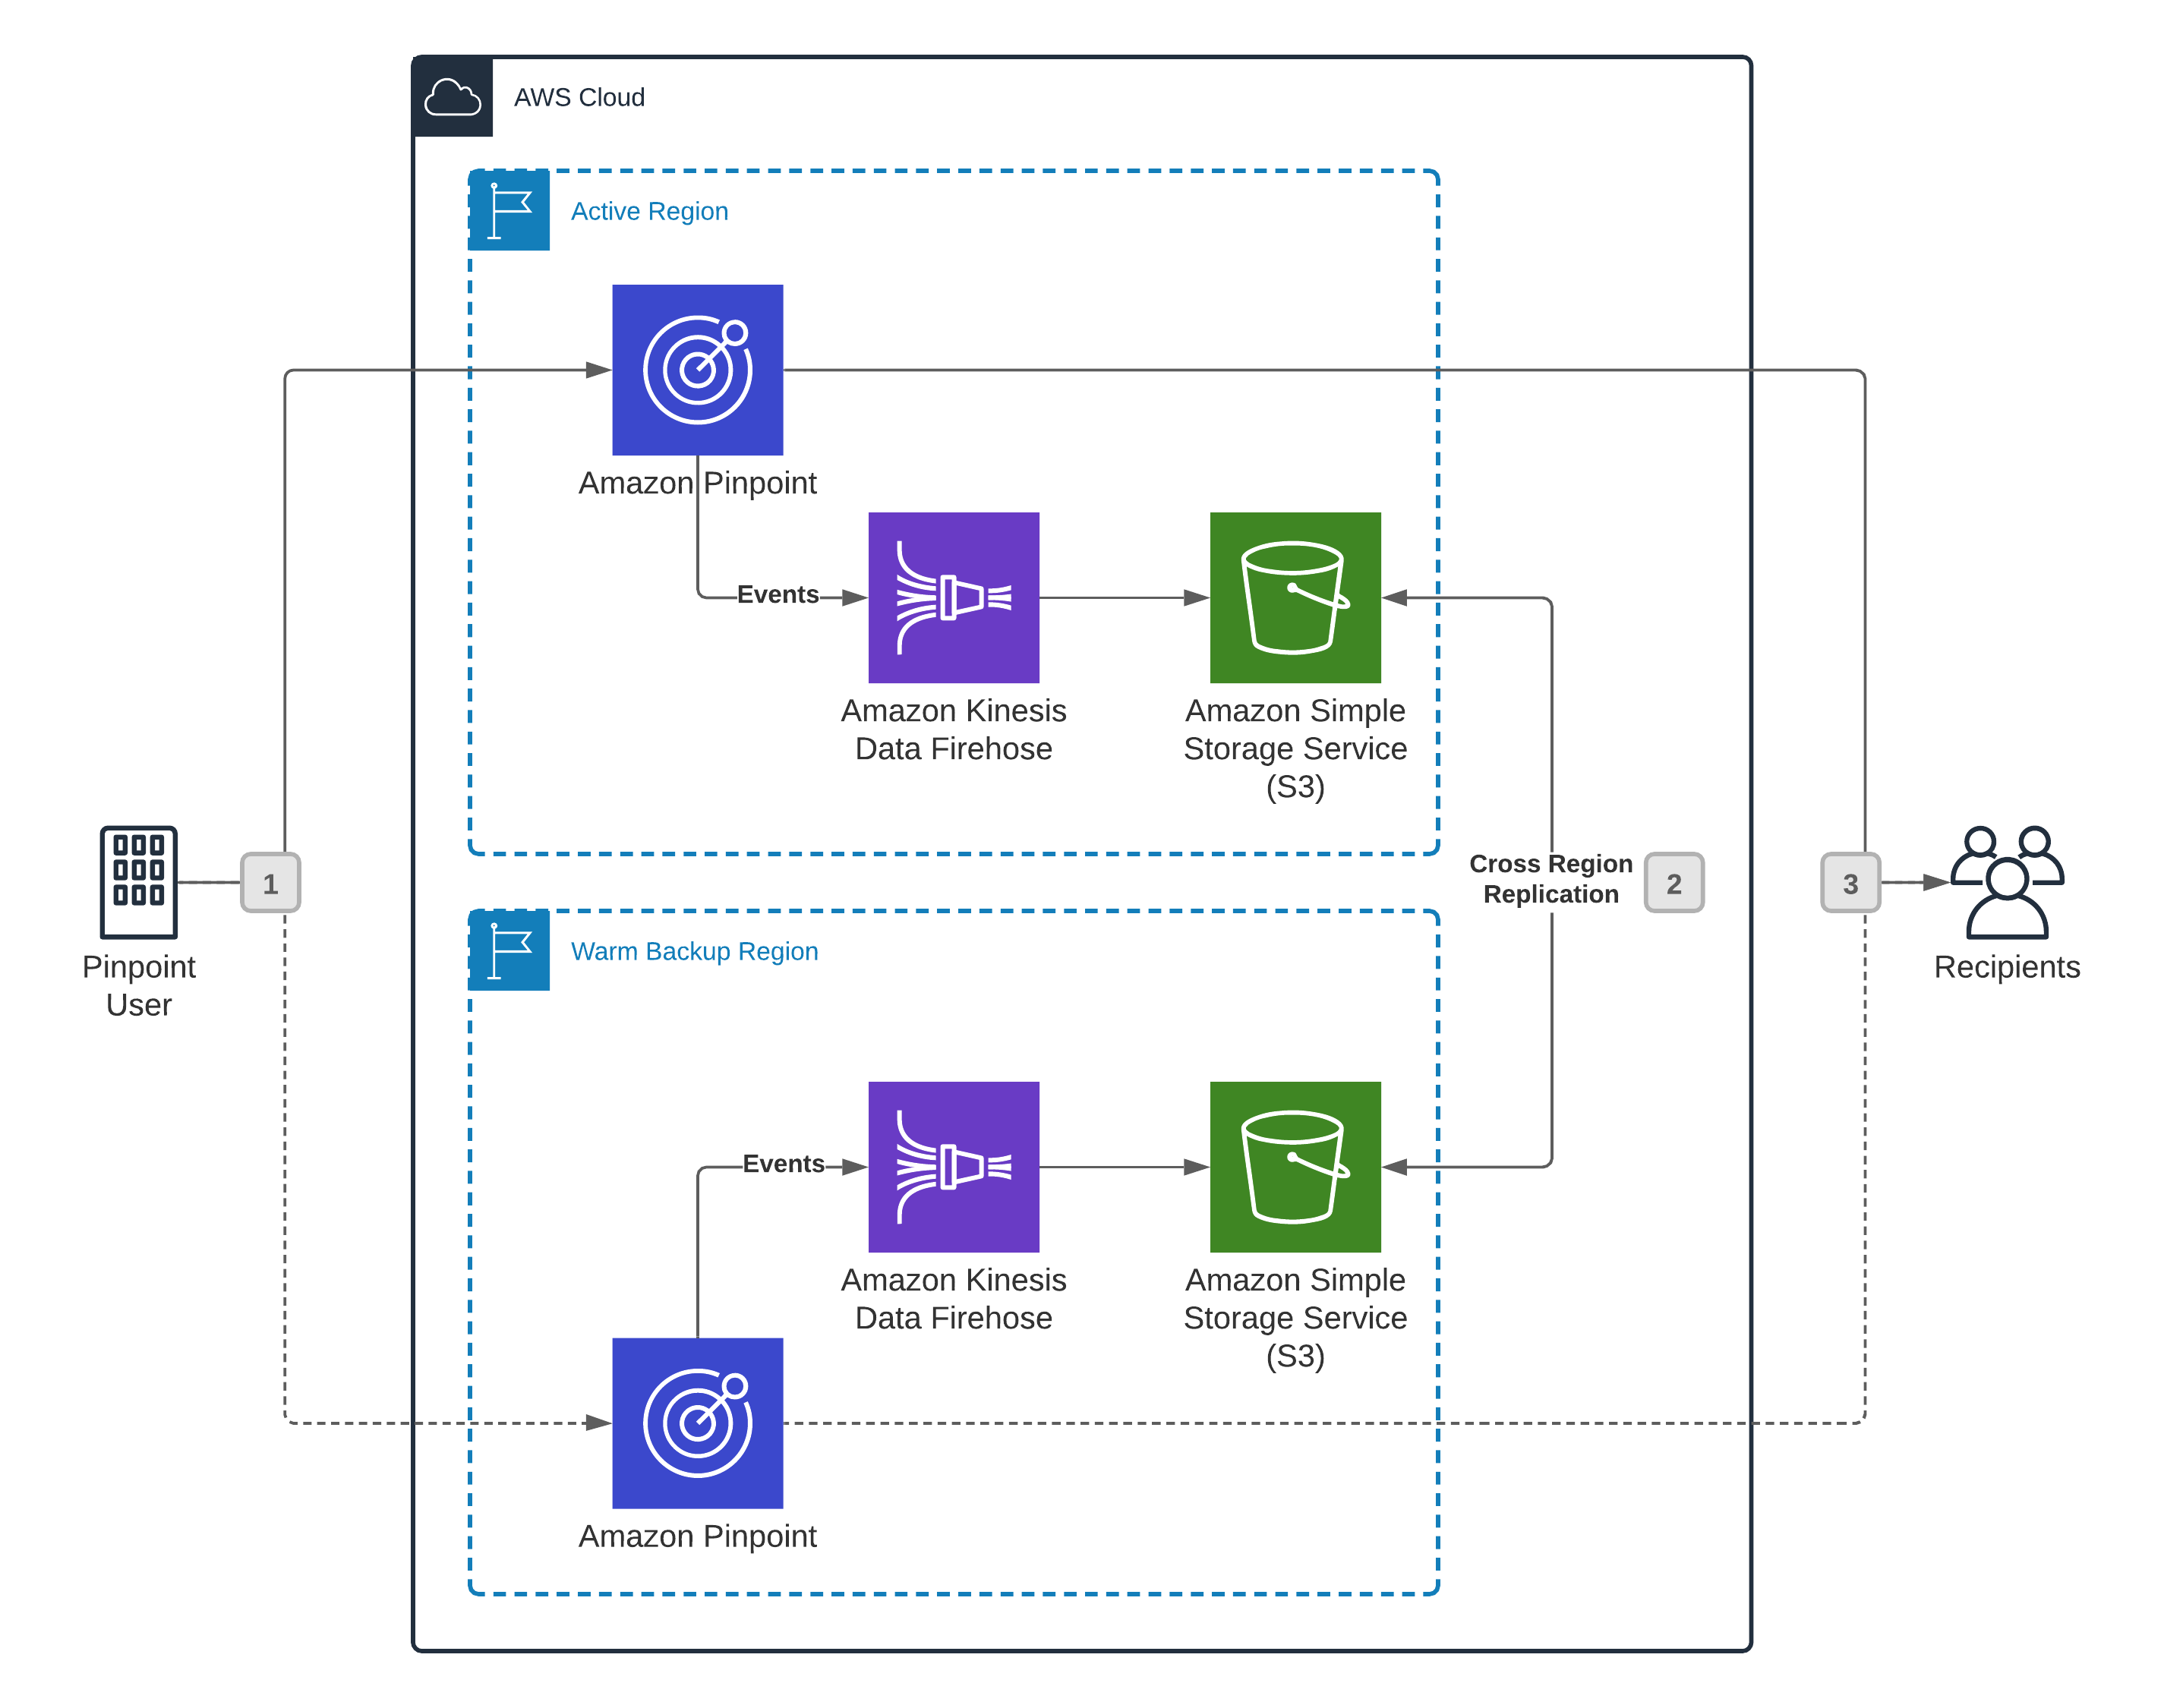 AWS Cloud
Active Region
Amazon Pinpoint
Events
Amazon Kinesis
Data Firehose
Amazon Simple
Storage Service
(S3)
Pinpoint
User
1
Cross Region
Replication
2
3
Recipients
Warm Backup Region
Events
Amazon Kinesis
Data Firehose
Amazon Simple
Storage Service
(S3)
Amazon Pinpoint